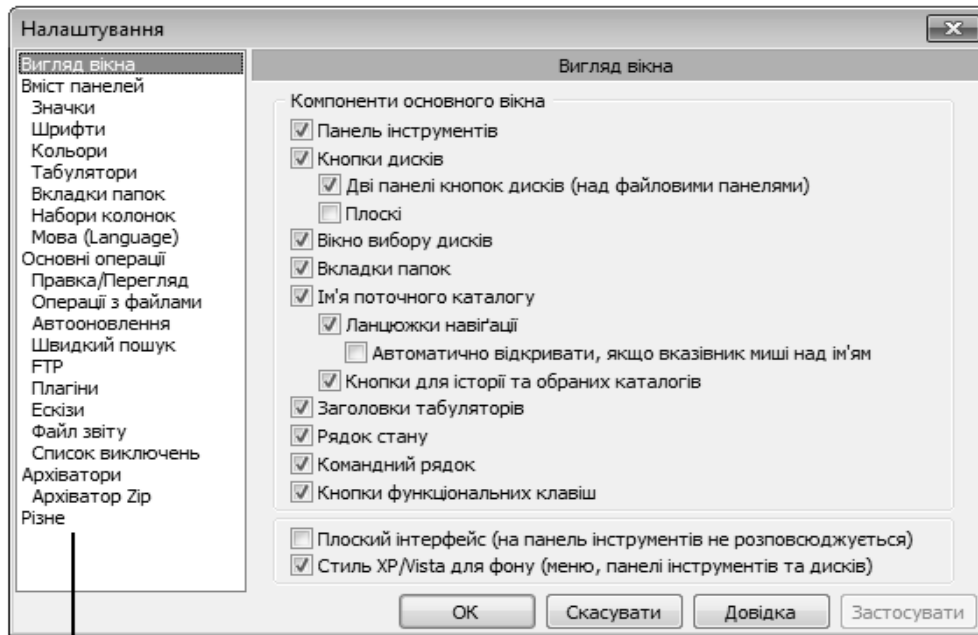 Налаштування
Вигляд вікна
Вміст панелей
Значки
Шрифти
Кольори
Табулятори
Вкладки папок
Набори колонок
Мова (Language)
Основні операції
Правка/Перегляд
Операції з файлами
Автооновлення
Швидкий пошук
FTP
Плагіни
Ескізи
Файл звіту
Список виключень
Архіватори
Архіватор Zip
Різне
Вигляд вікна
Компоненти основного вікна
Панель інструментів
Кнопки дисків
Дві панелі кнопок дисків (над файловими панелями)
Плоскі
Вікно вибору дисків
Вкладки папок
Ім'я поточного каталогу
Ланцюжки навіґації
Автоматично відкривати, якщо вказівник миші над ім'ям
Кнопки для історії та обраних каталогів
Заголовки табуляторів
Рядок стану
Командний рядок
Кнопки функціональних клавіш
Плоский інтерфейс (на панель інструментів не розповсюджується)
Стиль XP/Vista для фону (меню, панелі інструментів та дисків)
OK
Скасувати
Довідка
Застосувати